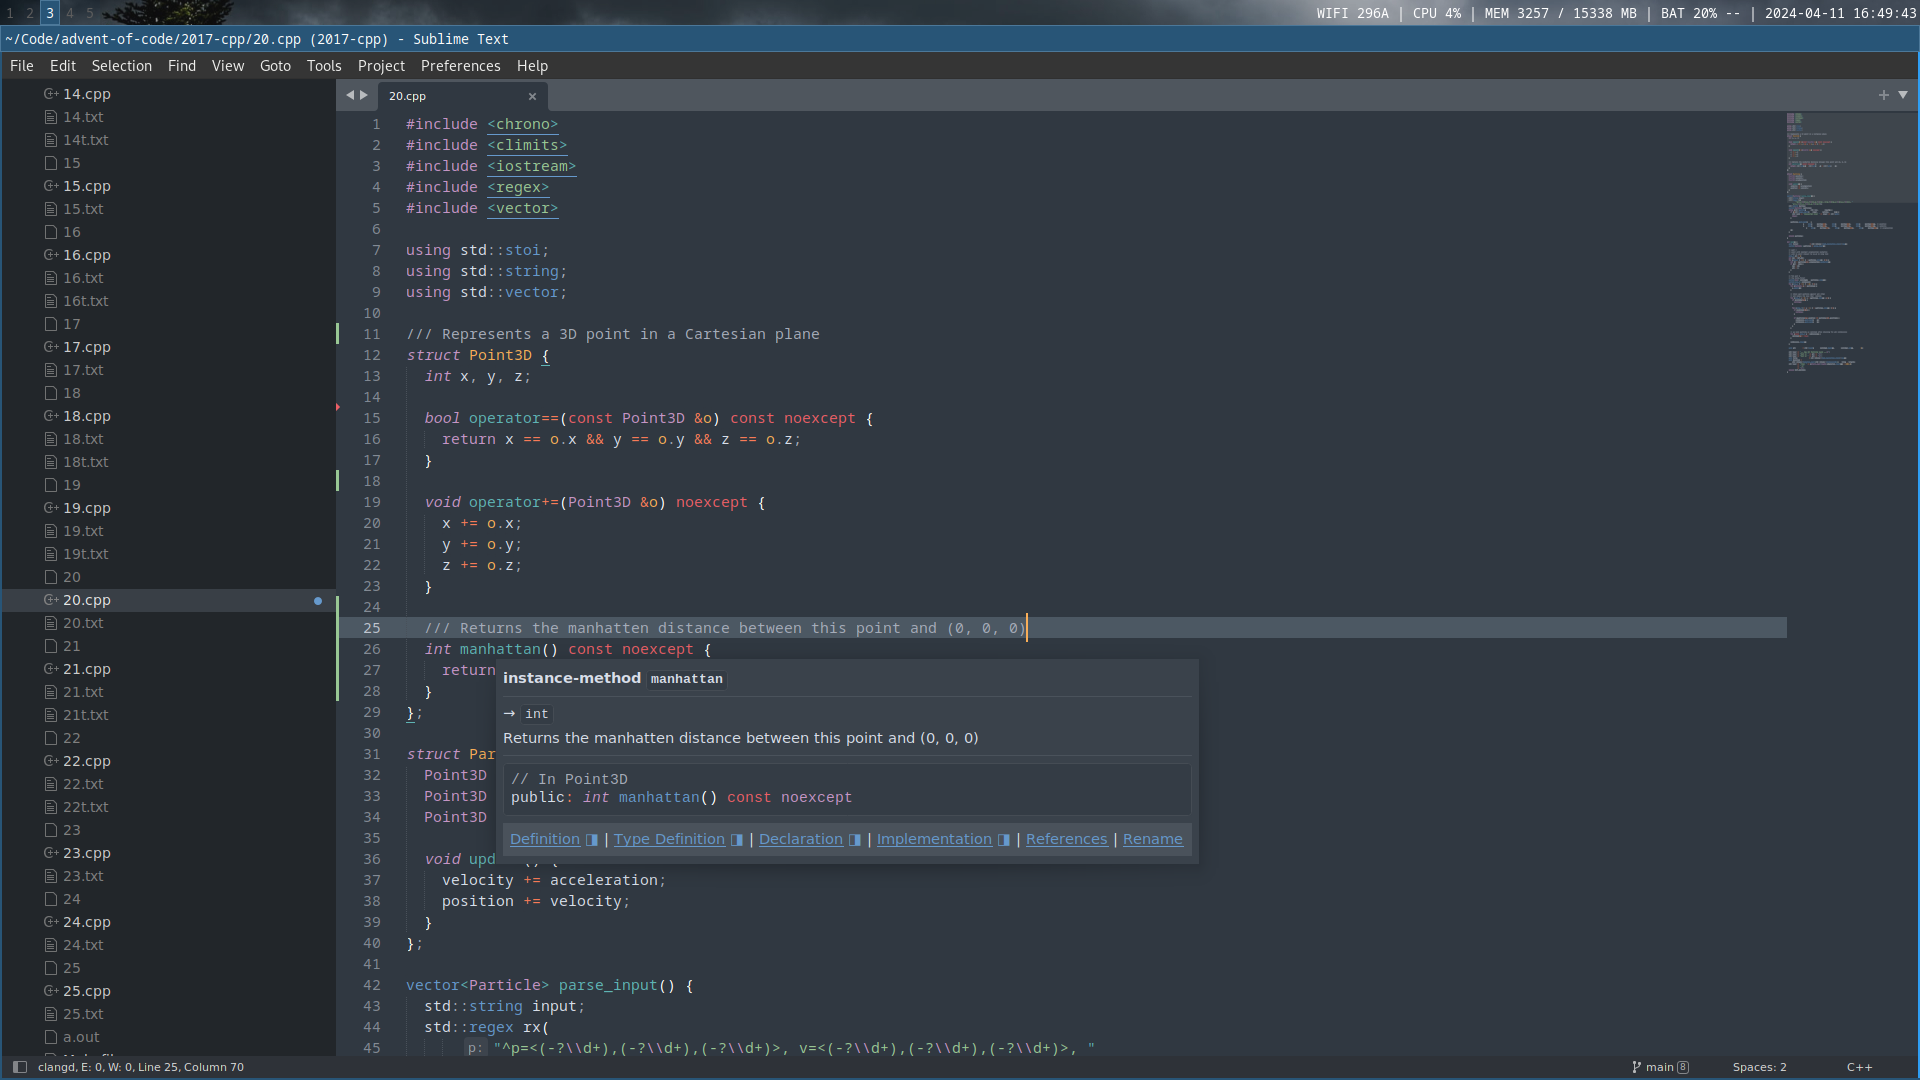 1 2 3 4 5
WIFI 296A | CPU 4% | MEM 3257 / 15338 MB | BAT 20% -- | 2024-04-11 16:49:43
~/Code/advent-of-code/2017-cpp/20.cpp (2017-cpp) - Sublime Text
File Edit Selection Find View Goto Tools Project Preferences Help
14.cpp
14.txt
14t.txt
15
15.cpp
15.txt
16
16.cpp
16.txt
16t.txt
17
17.cpp
17.txt
18
18.cpp
18.txt
18t.txt
19
19.cpp
19.txt
19t.txt
20
20.cpp
20.txt
21
21.cpp
21.txt
21t.txt
22
22.cpp
22.txt
22t.txt
23
23.cpp
23.txt
24
24.cpp
24.txt
25
25.cpp
25.txt
a.out
20.cpp ×
1 #include <chrono>
2 #include <climits>
3 #include <iostream>
4 #include <regex>
5 #include <vector>
6
7 using std::stoi;
8 using std::string;
9 using std::vector;
10
11 /// Represents a 3D point in a Cartesian plane
12 struct Point3D {
13 int x, y, z;
14
15 bool operator==(const Point3D &o) const noexcept {
16 return x == o.x && y == o.y && z == o.z;
17 }
18
19 void operator+=(Point3D &o) noexcept {
20 x += o.x;
21 y += o.y;
22 z += o.z;
23 }
24
25 /// Returns the manhatten distance between this point and (0, 0, 0)
26 int manhattan() const noexcept {
27 return
28 }
29 };
30
31 struct Par
32 Point3D
33 Point3D
34 Point3D
35
36 void upd () {
37 velocity += acceleration;
38 position += velocity;
39 }
40 };
41
42 vector<Particle> parse_input() {
43 std::string input;
44 std::regex rx(
45 p: "^p=<(-?\\d+),(-?\\d+),(-?\\d+)>, v=<(-?\\d+),(-?\\d+),(-?\\d+)>, "
instance-method manhattan
→ int
Returns the manhatten distance between this point and (0, 0, 0)
// In Point3D
public: int manhattan() const noexcept
Definition | Type Definition | Declaration | Implementation | References | Rename
clangd, E: 0, W: 0, Line 25, Column 70
main 8
Spaces: 2
C++